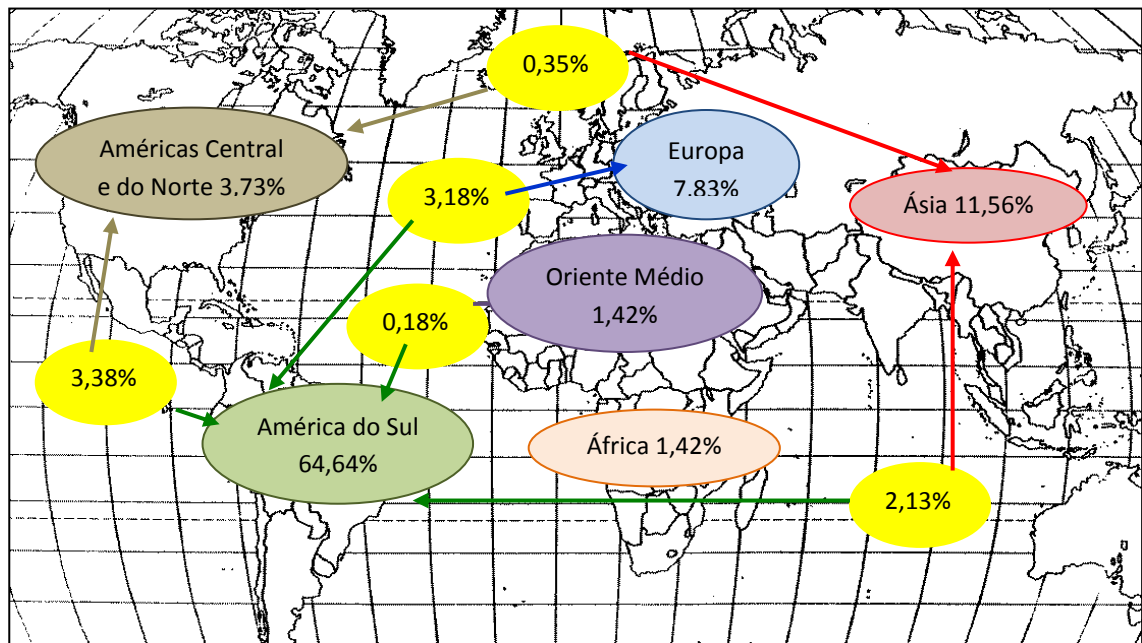 0,35%
Américas Central
e do Norte 3.73%
3,18%
Europa
7.83%
Ásia 11,56%
Oriente Médio
1,42%
0,18%
3,38%
América do Sul
64,64%
África 1,42%
2,13%